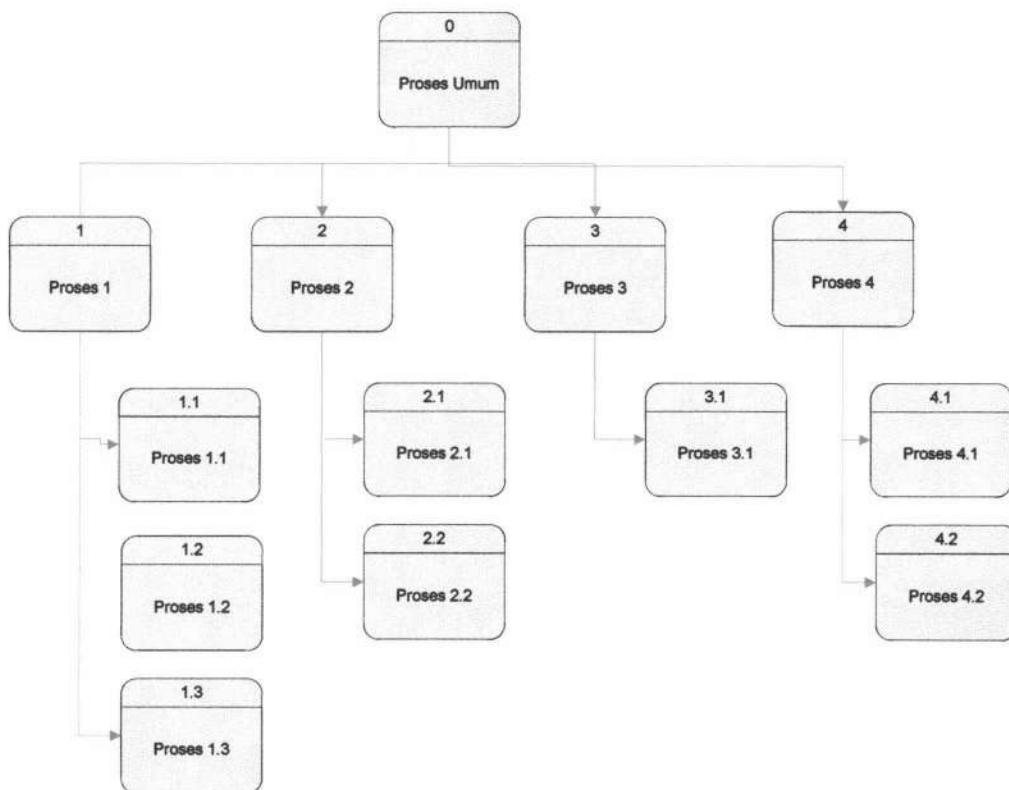 0
Proses Umum
1
Proses 1
2
Proses 2
3
Proses 3
4
Proses 4
1.1
Proses 1.1
2.1
Proses 2.1
3.1
Proses 3.1
4.1
Proses 4.1
1.2
Proses 1.2
2.2
Proses 2.2
4.2
Proses 4.2
1.3
Proses 1.3